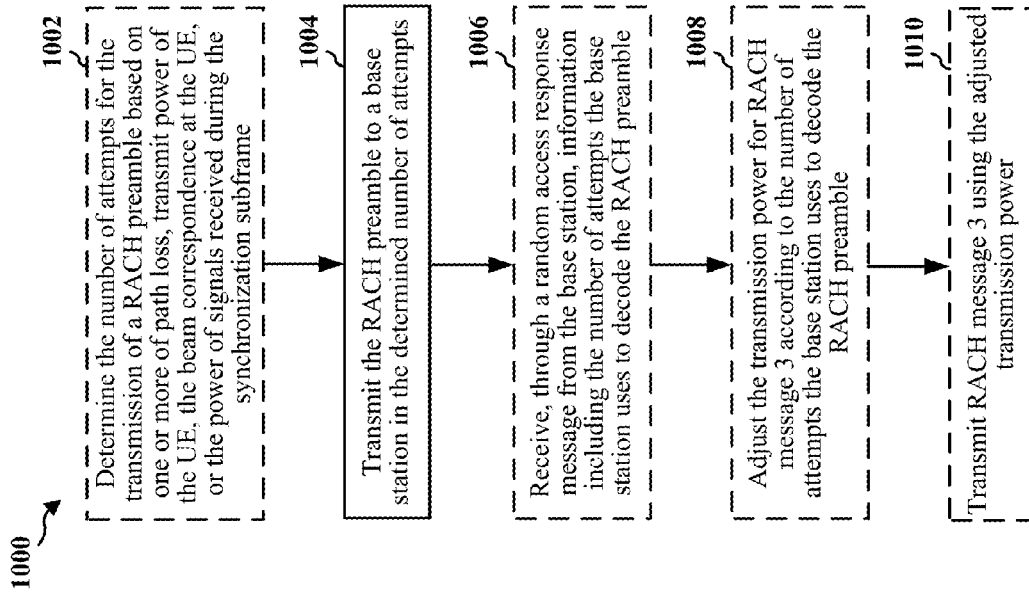 1000
1002
Determine the number of attempts for the
transmission of a RACH preamble based on
one or more of path loss, transmit power of
the UE, the beam correspondence at the UE,
or the power of signals received during the
synchronization subframe
1004
Transmit the RACH preamble to a base
station in the determined number of attempts
1006
Receive, through a random access response
message from the base station, information
including the number of attempts the base
station uses to decode the RACH preamble
1008
Adjust the transmission power for RACH
message 3 according to the number of
attempts the base station uses to decode the
RACH preamble
1010
Transmit RACH message 3 using the adjusted
transmission power